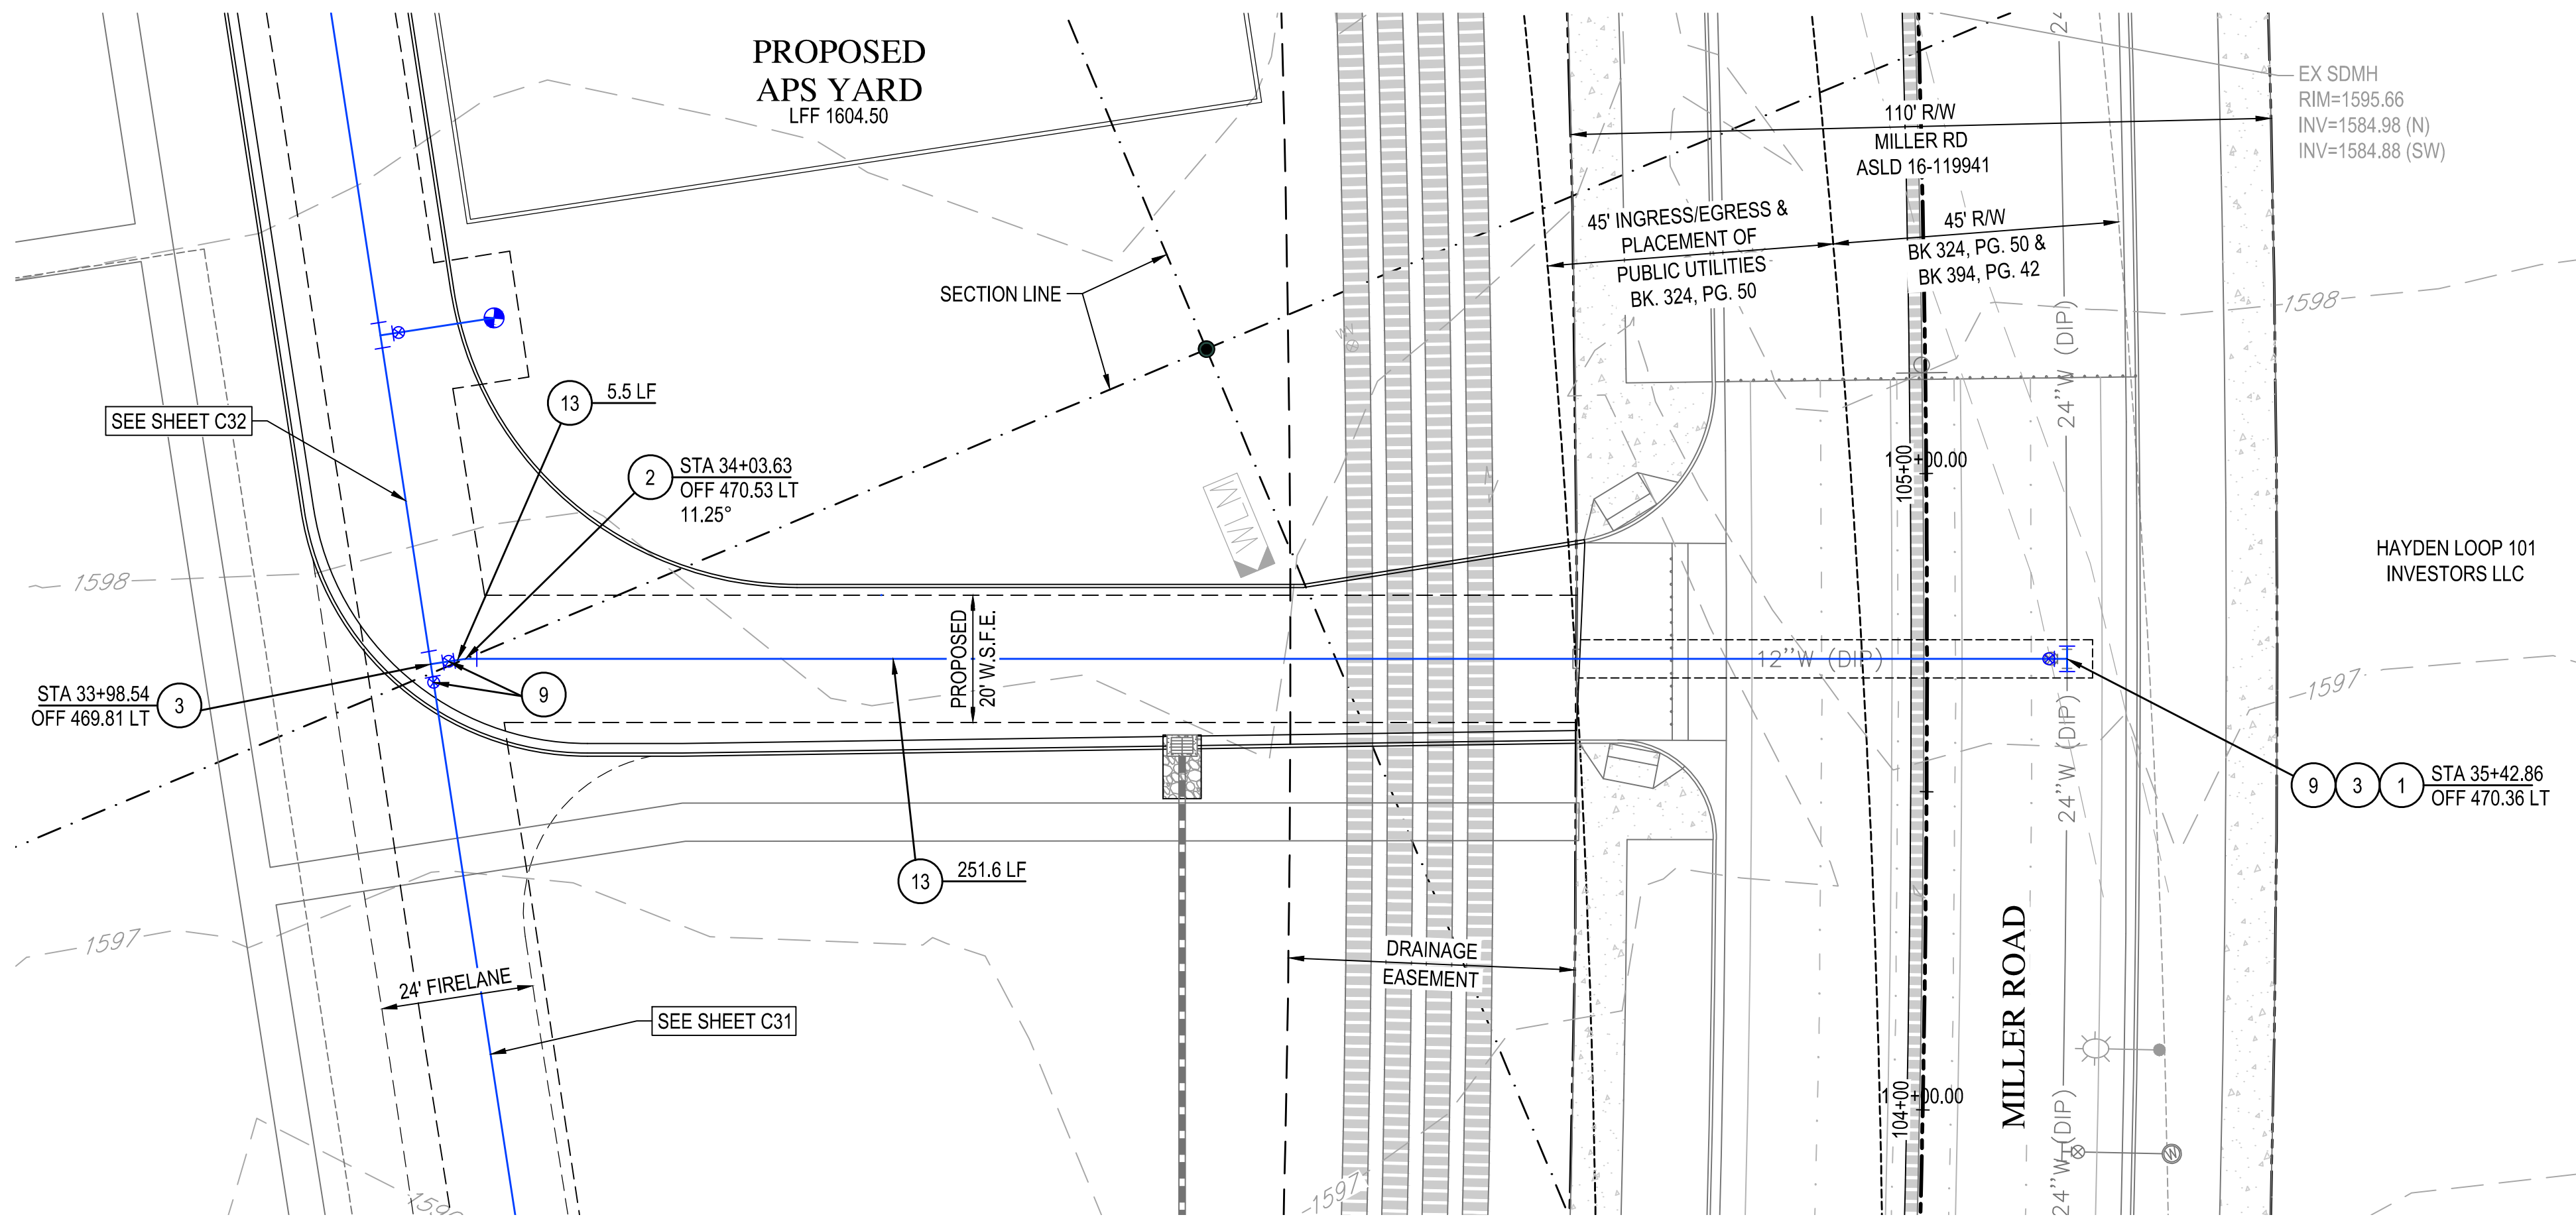 PROPOSED
APS YARD
LFF 1604.50
EX SDMH
RIM=1595.66
INV=1584.98 (N)
INV=1584.88 (SW)
110' R/W
MILLER RD
ASLD 16-119941
45' INGRESS/EGRESS &
PLACEMENT OF
PUBLIC UTILITIES
BK. 324, PG. 50
45' R/W
BK 324, PG. 50 &
BK 394, PG. 42
SECTION LINE
1598
24"W (DIP)
SEE SHEET C32
13
5.5 LF
2
STA 34+03.63
OFF 470.53 LT
11.25°
105+00
WLWM
HAYDEN LOOP 101
INVESTORS LLC
1598
PROPOSED
20' W.S.F.E.
12"W (DIP)
1597
STA 33+98.54
OFF 469.81 LT
3
9
24"W (DIP)
9
3
1
STA 35+42.86
OFF 470.36 LT
13
251.6 LF
1597
DRAINAGE
EASEMENT
24' FIRELANE
SEE SHEET C31
MILLER ROAD
104+00
24"W (DIP)
W
1597